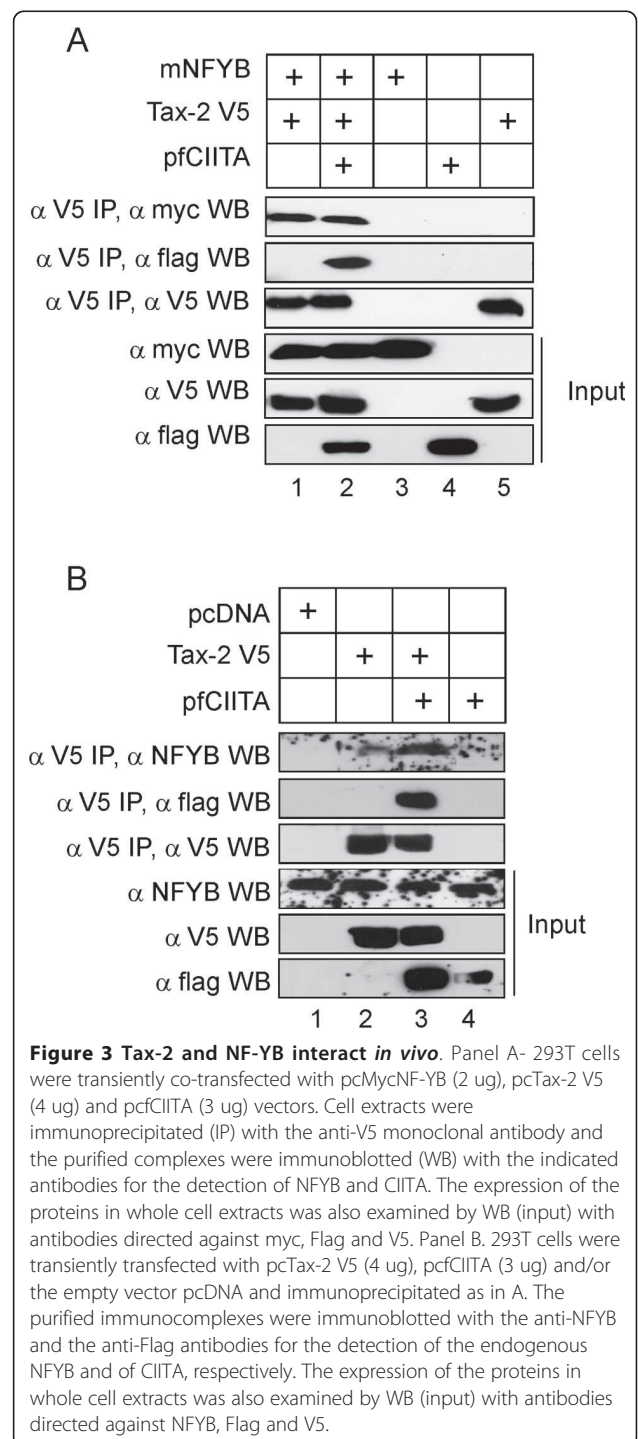 A
mNFYB + + +
Tax-2 V5 + + +
pfCIITA + +
α V5 IP, α myc WB
α V5 IP, α flag WB
α V5 IP, α V5 WB
α myc WB
α V5 WB
α flag WB
Input
1 2 3 4 5
B
pcDNA +
Tax-2 V5 + +
pfCIITA + +
α V5 IP, α NFYB WB
α V5 IP, α flag WB
α V5 IP, α V5 WB
α NFYB WB
α V5 WB
α flag WB
Input
1 2 3 4
Figure 3 Tax-2 and NF-YB interact in vivo. Panel A- 293T cells
were transiently co-transfected with pcMycNF-YB (2 ug), pcTax-2 V5
(4 ug) and pcfCIITA (3 ug) vectors. Cell extracts were
immunoprecipitated (IP) with the anti-V5 monoclonal antibody and
the purified complexes were immunoblotted (WB) with the indicated
antibodies for the detection of NFYB and CIITA. The expression of the
proteins in whole cell extracts was also examined by WB (input) with
antibodies directed against myc, Flag and V5. Panel B. 293T cells were
transiently transfected with pcTax-2 V5 (4 ug), pcfCIITA (3 ug) and/or
the empty vector pcDNA and immunoprecipitated as in A. The
purified immunocomplexes were immunoblotted with the anti-NFYB
and the anti-Flag antibodies for the detection of the endogenous
NFYB and of CIITA, respectively. The expression of the proteins in
whole cell extracts was also examined by WB (input) with antibodies
directed against NFYB, Flag and V5.